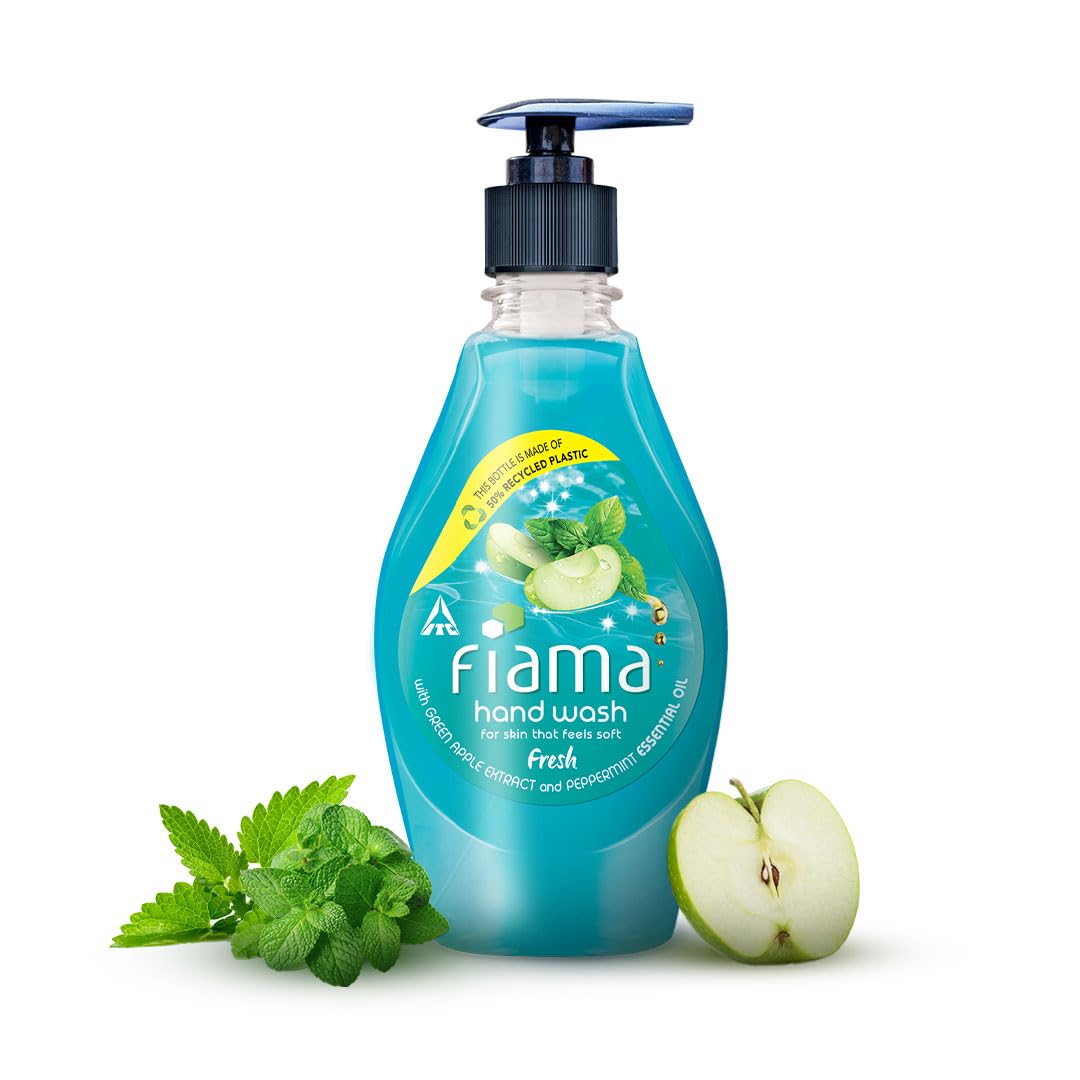 THIS BOTTLE IS MADE OF
50% RECYCLED PLASTIC
ITC
fiama
hand wash
for skin that feels soft
fresh
with GREEN APPLE EXTRACT and PEPPERMINT ESSENTIAL OIL